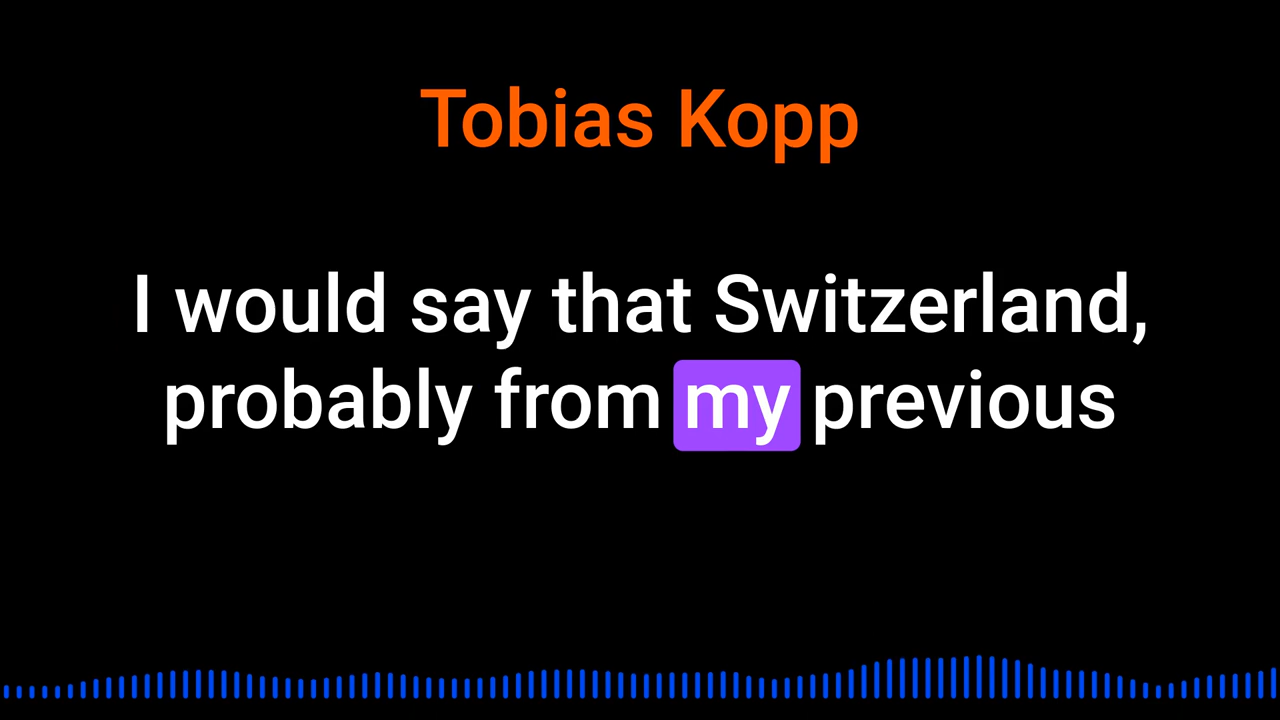 Tobias Kopp
I would say that Switzerland,
probably from my previous